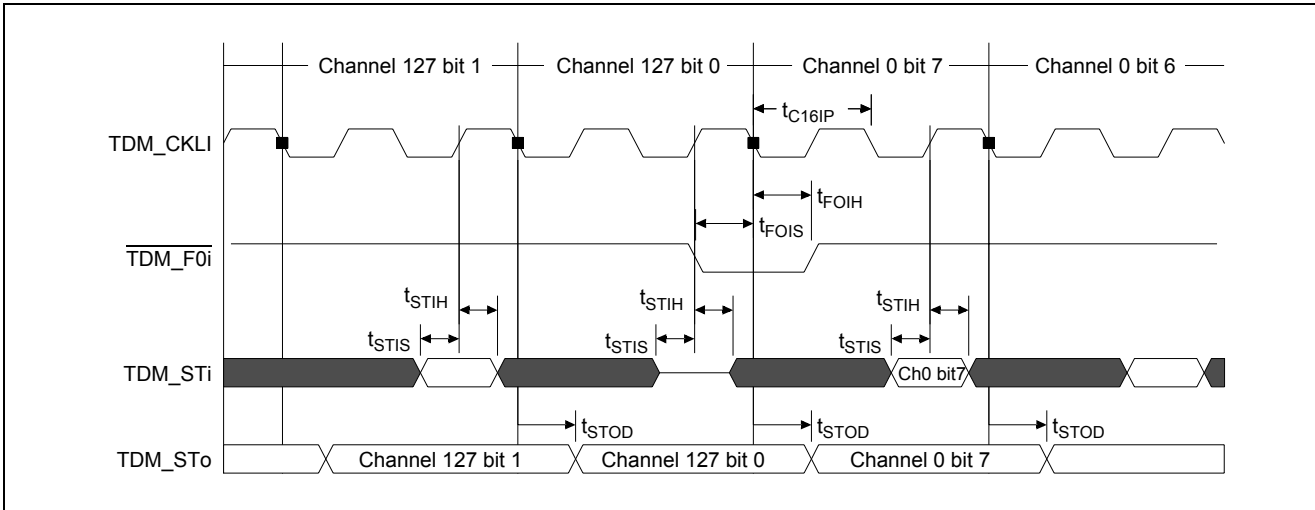 Channel 127 bit 1 Channel 127 bit 0 Channel 0 bit 7 Channel 0 bit 6
tC16IP
TDM_CKLI
tFOIH
tFOIS
TDM_F0i
tSTIH tSTIH tSTIH
tSTIS tSTIS tSTIS
TDM_STi Ch0 bit7
tSTOD tSTOD tSTOD
TDM_STo Channel 127 bit 1 Channel 127 bit 0 Channel 0 bit 7